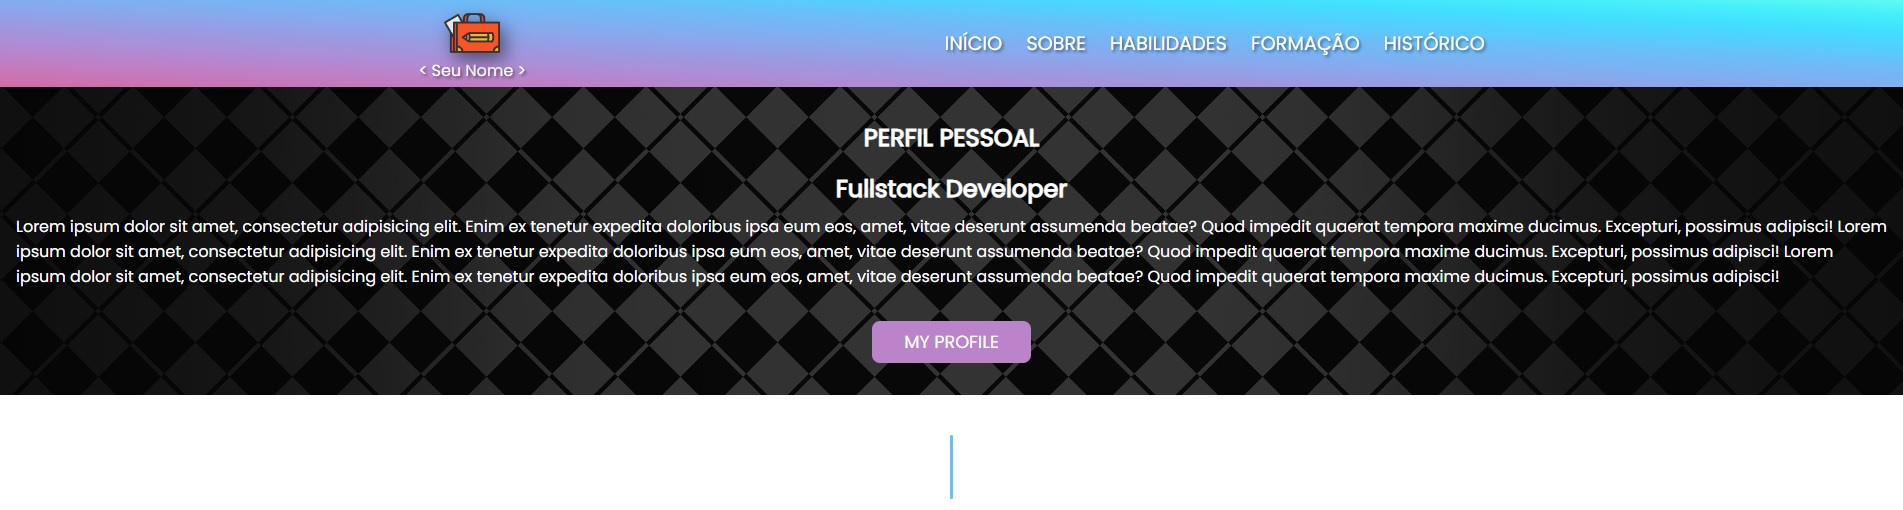 INÍCIO SOBRE HABILIDADES FORMAÇÃO HISTÓRICO
< Seu Nome >
PERFIL PESSOAL
Fullstack Developer
Lorem ipsum dolor sit amet, consectetur adipisicing elit. Enim ex tenetur expedita doloribus ipsa eum eos, amet, vitae deserunt assumenda beatae? Quod impedit quaerat tempora maxime ducimus. Excepturi, possimus adipisci! Lorem
ipsum dolor sit amet, consectetur adipisicing elit. Enim ex tenetur expedita doloribus ipsa eum eos, amet, vitae deserunt assumenda beatae? Quod impedit quaerat tempora maxime ducimus. Excepturi, possimus adipisci! Lorem
ipsum dolor sit amet, consectetur adipisicing elit. Enim ex tenetur expedita doloribus ipsa eum eos, amet, vitae deserunt assumenda beatae? Quod impedit quaerat tempora maxime ducimus. Excepturi, possimus adipisci!
MY PROFILE